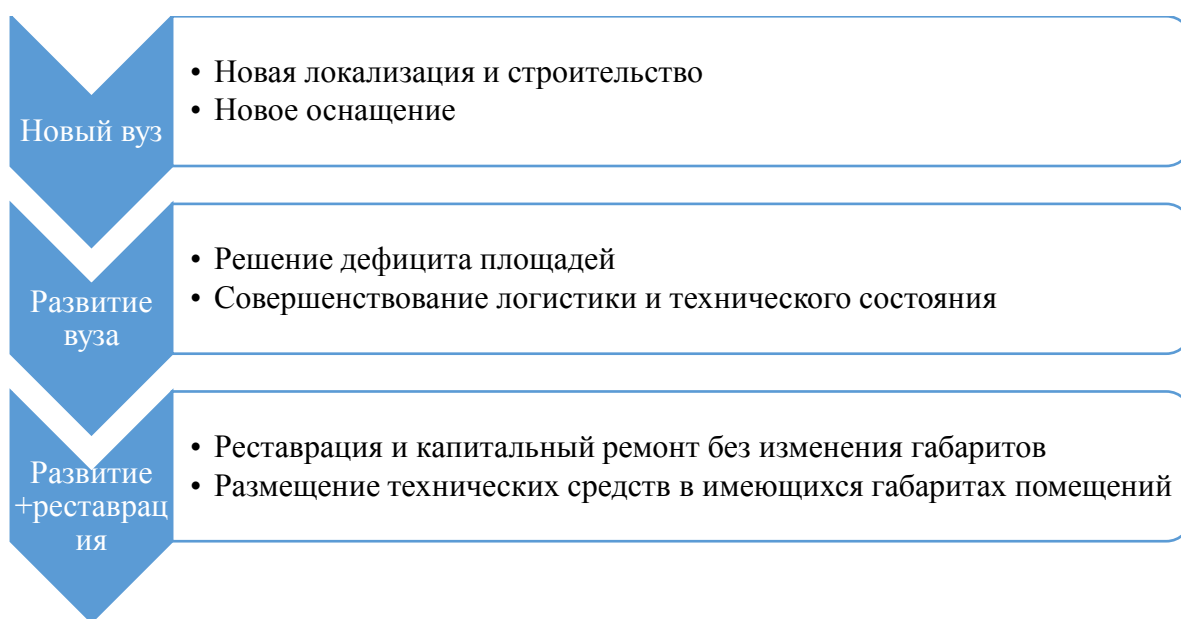 Новый вуз
• Новая локализация и строительство
• Новое оснащение
Развитие
вуза
• Решение дефицита площадей
• Совершенствование логистики и технического состояния
Развитие
+реставрац
ия
• Реставрация и капитальный ремонт без изменения габаритов
• Размещение технических средств в имеющихся габаритах помещений